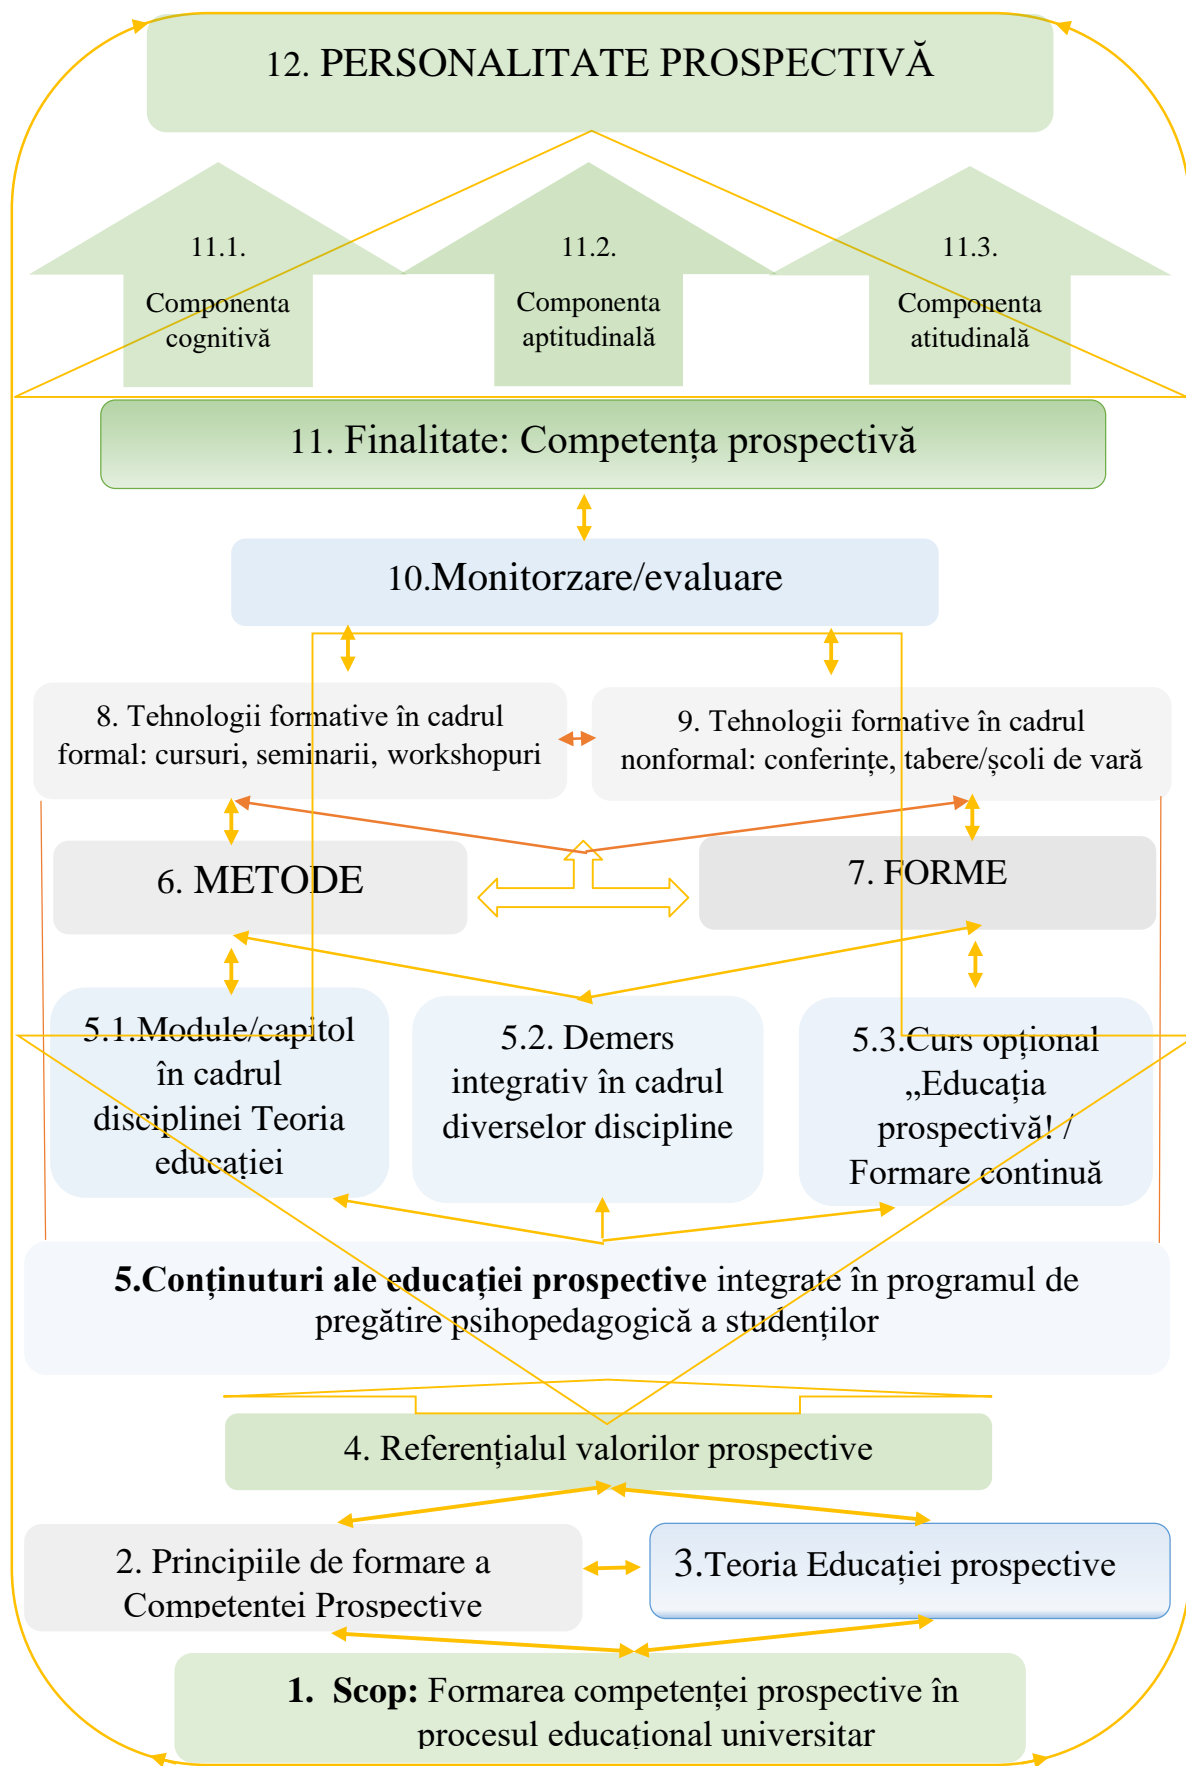 12. PERSONALITATE PROSPECTIVĂ
11.1.
Componenta
cognitivă
11.2.
Componenta
aptitudinală
11.3.
Componenta
atitudinală
11. Finalitate: Competența prospectivă
10.Monitorzare/evaluare
8. Tehnologii formative în cadrul
formal: cursuri, seminarii, workshopuri
9. Tehnologii formative în cadrul
nonformal: conferințe, tabere/școli de vară
6. METODE
7. FORME
5.1.Module/capitol
în cadrul
disciplinei Teoria
educației
5.2. Demers
integrativ în cadrul
diverselor discipline
5.3.Curs opțional
„Educația
prospectivă! /
Formare continuă
5.Conținuturi ale educației prospective integrate în programul de
pregătire psihopedagogică a studenților
4. Referențialul valorilor prospective
2. Principiile de formare a
Competenței Prospective
3.Teoria Educației prospective
1. Scop: Formarea competenței prospective în
procesul educațional universitar